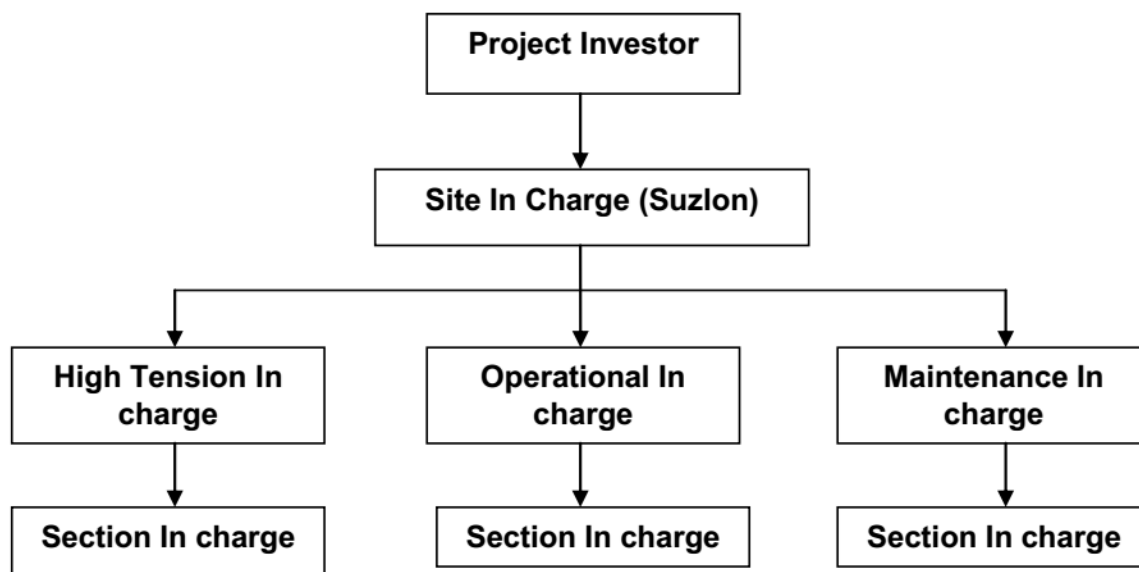 Project Investor
Site In Charge (Suzlon)
High Tension In
charge
Operational In
charge
Maintenance In
charge
Section In charge
Section In charge
Section In charge